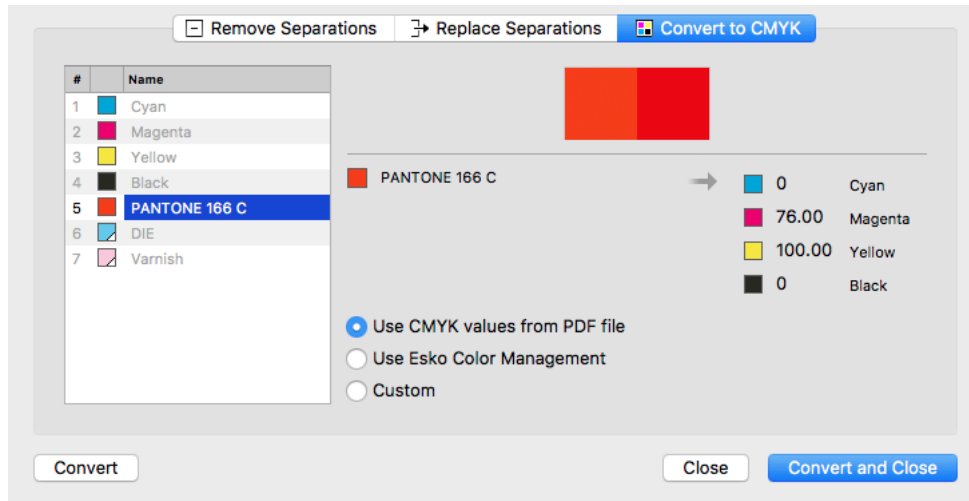 Remove Separations Replace Separations Convert to CMYK
# Name
1 Cyan
2 Magenta
3 Yellow
4 Black
5 PANTONE 166 C
6 DIE
7 Varnish
PANTONE 166 C
0 Cyan
76.00 Magenta
100.00 Yellow
0 Black
Use CMYK values from PDF file
Use Esko Color Management
Custom
Convert Close Convert and Close